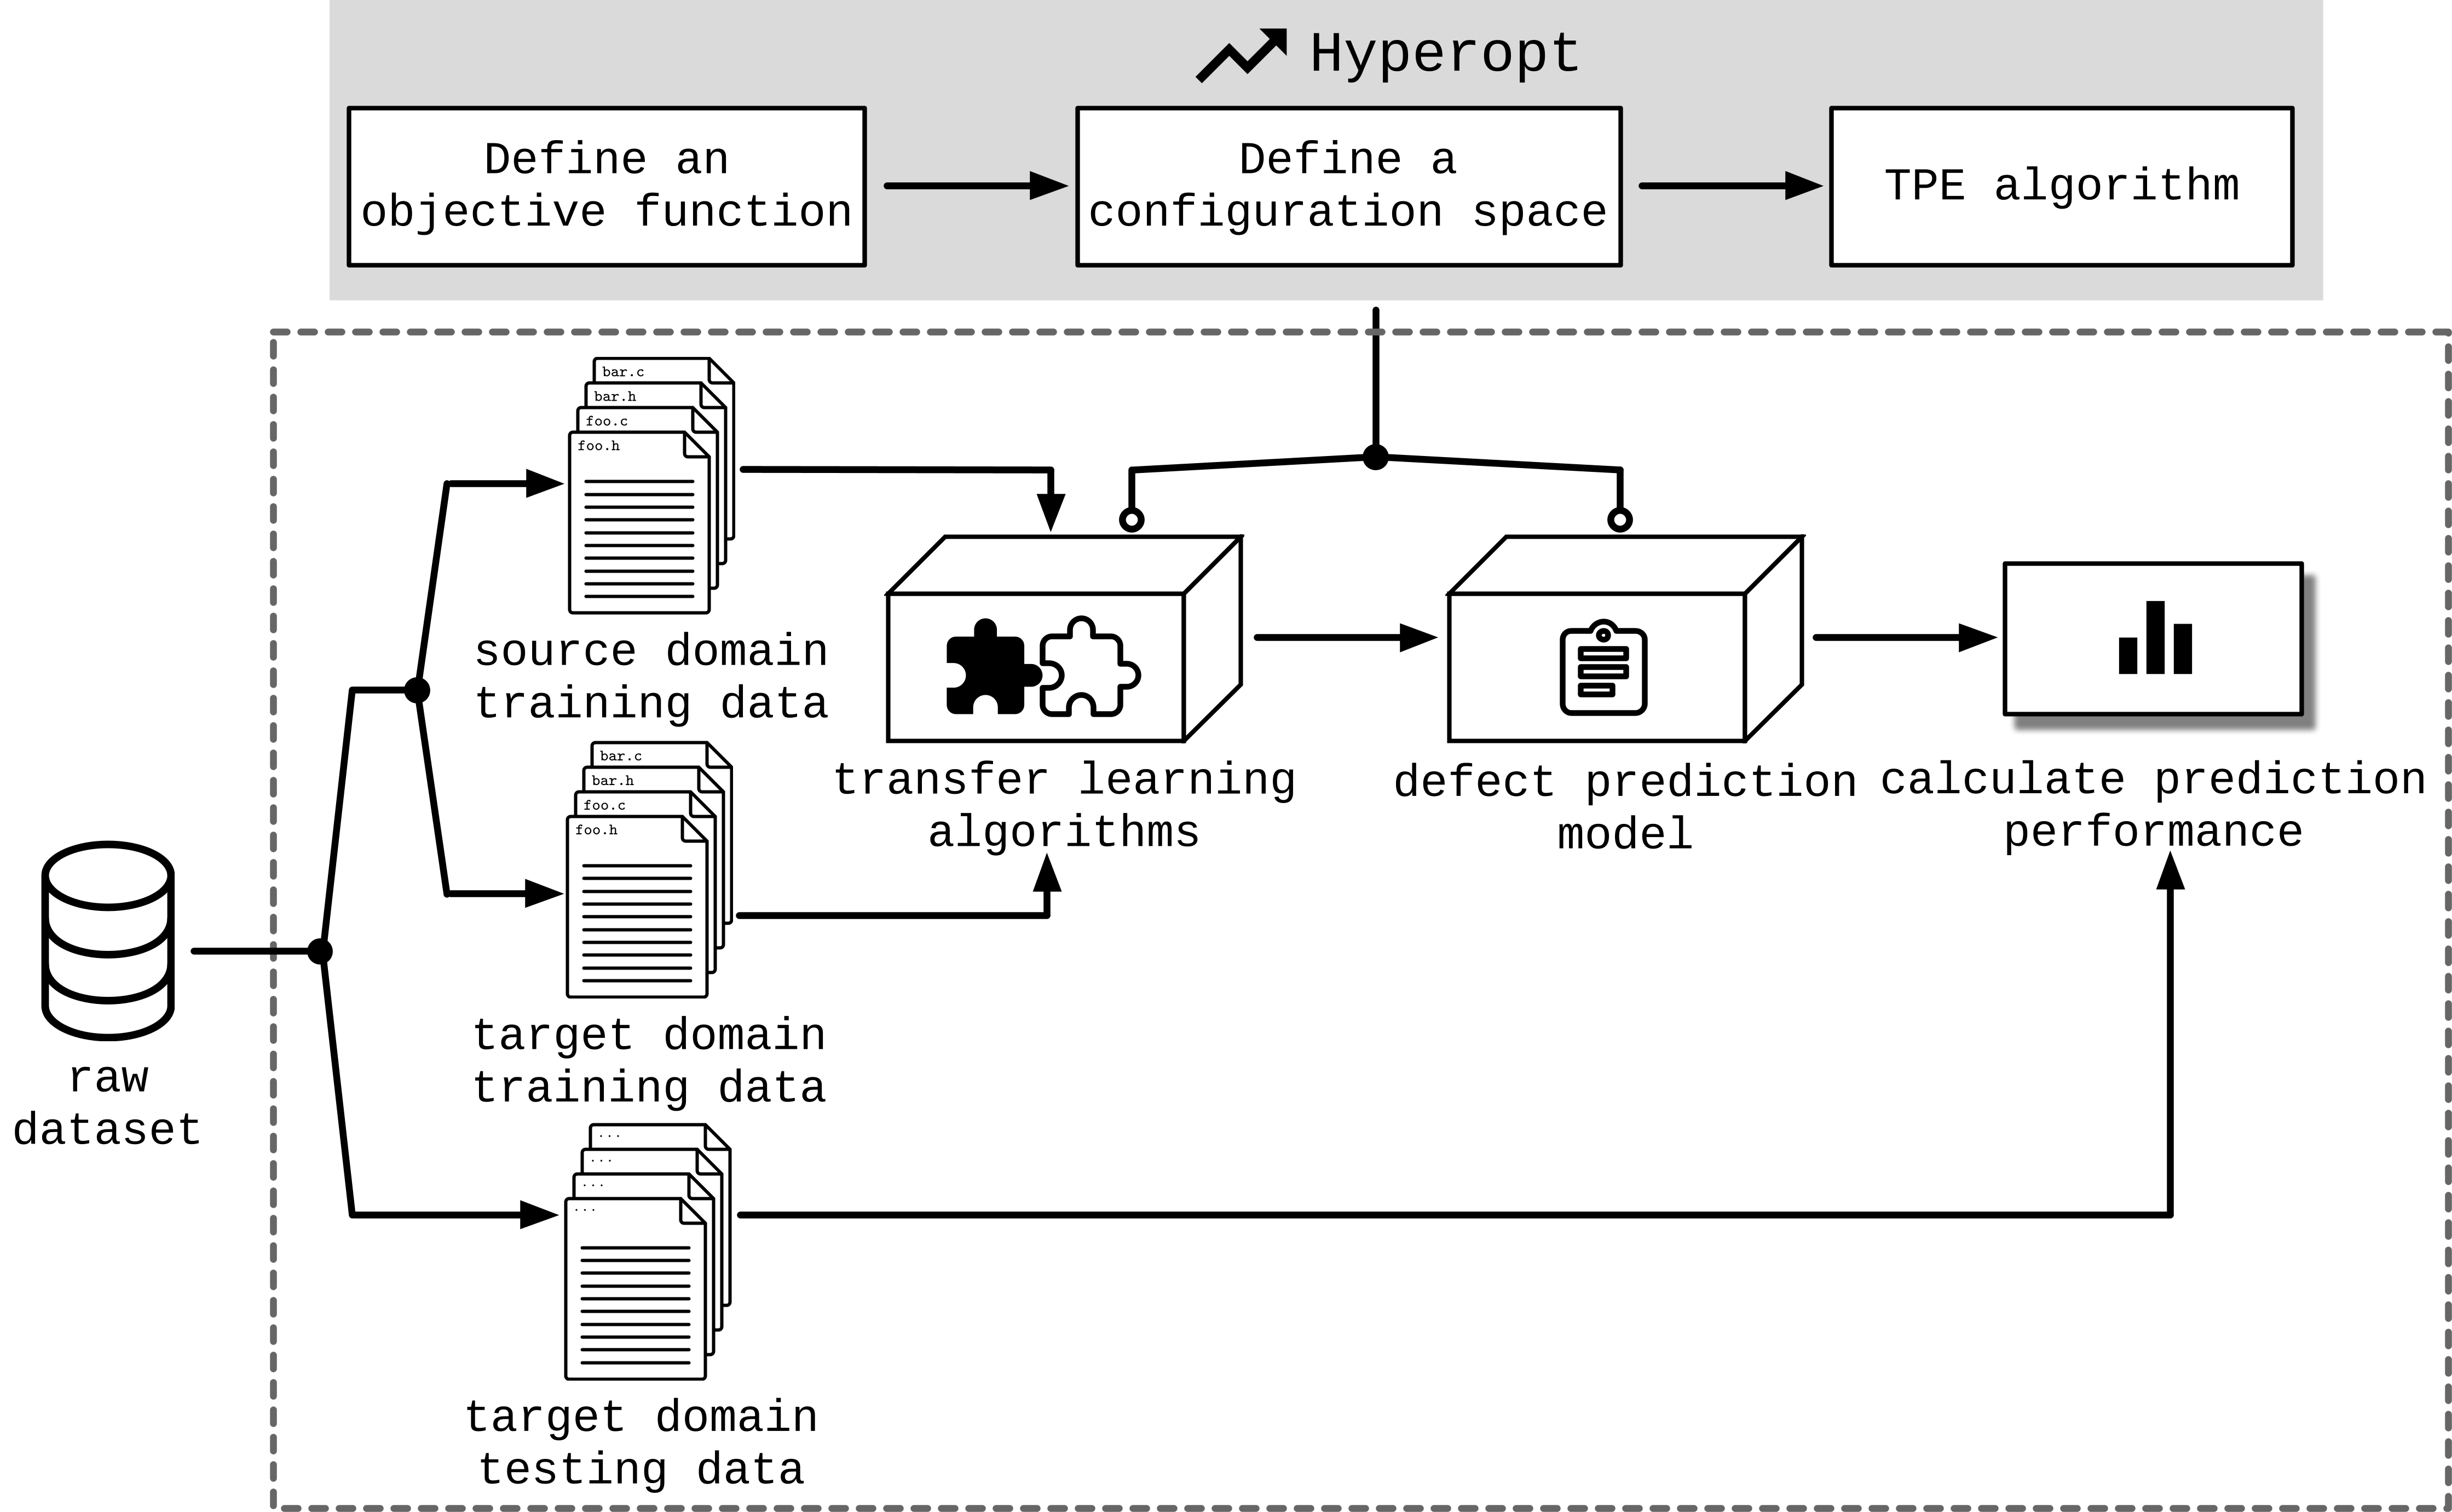 Hyperopt
Define an
objective function
Define a
configuration space
TPE algorithm
bar.c
bar.h
foo.c
foo.h
source domain
training data
bar.c
bar.h
foo.c
foo.h
target domain
training data
...
...
...
...
target domain
testing data
raw
dataset
transfer learning
algorithms
defect prediction
model
calculate prediction
performance